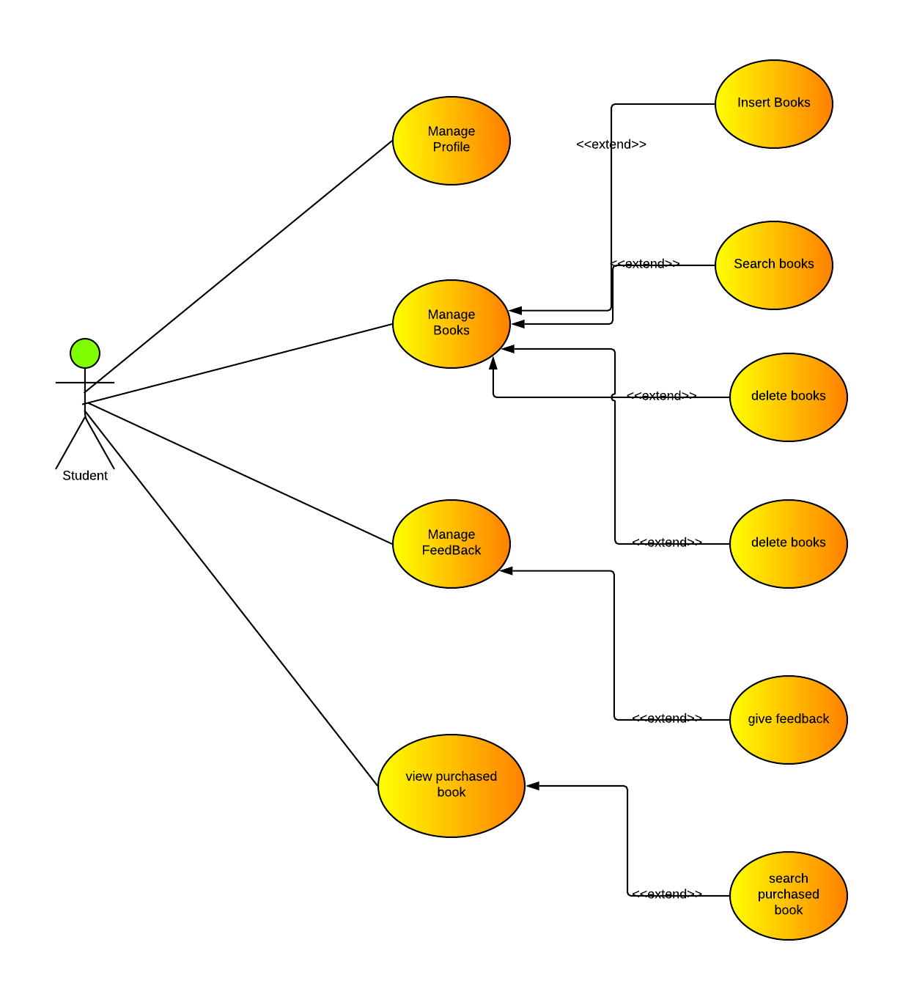 Insert Books
Manage
Profile
<<extend>>
Search books
<<extend>>
Manage
Books
delete books
<<extend>>
Student
Manage
FeedBack
delete books
<<extend>>
give feedback
<<extend>>
view purchased
book
search
purchased
book
<<extend>>